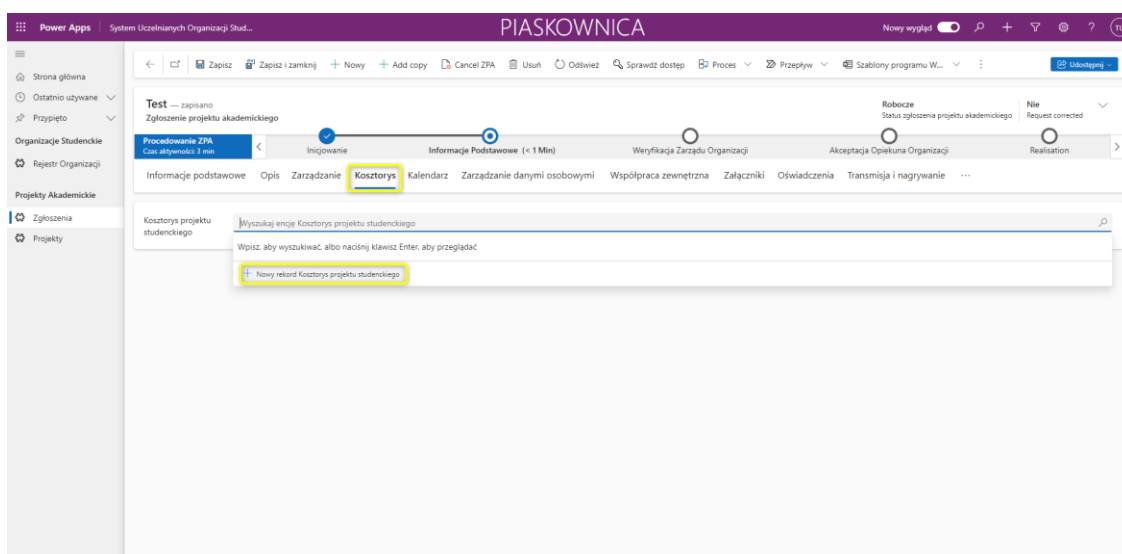 Power Apps System Uczelnianych Organizacji Stud... PIASKOWNICA Nowy wygląd ?
Strona główna
Ostatnio używane
Przypięto
Organizacje Studenckie
Rejestr Organizacji
Projekty Akademickie
Zgłoszenia
Projekty
Zapisz Zapisz i zamknij Nowy Add copy Cancel ZPA Usuń Odśwież Sprawdź dostęp Proces Przepływ Szablony programu W... Udostępnij
Test — zapisano
Zgłoszenie projektu akademickiego
Robocze
Status zgłoszenia projektu akademickiego
Nie
Request corrected
Procedowanie ZPA
Czas aktywności: 3 min
Inicjowanie Informacje Podstawowe (< 1 Min) Weryfikacja Zarządu Organizacji Akceptacja Opiekuna Organizacji Realisation
Informacje podstawowe Opis Zarządzanie Kosztorys Kalendarz Zarządzanie danymi osobowymi Współpraca zewnętrzna Załączniki Oświadczenia Transmisja i nagrywanie ...
Kosztorys projektu
studenckiego
Wyszukaj encję Kosztorys projektu studenckiego
Wpisz, aby wyszukiwać, albo naciśnij klawisz Enter, aby przeglądać
Nowy rekord Kosztorys projektu studenckiego